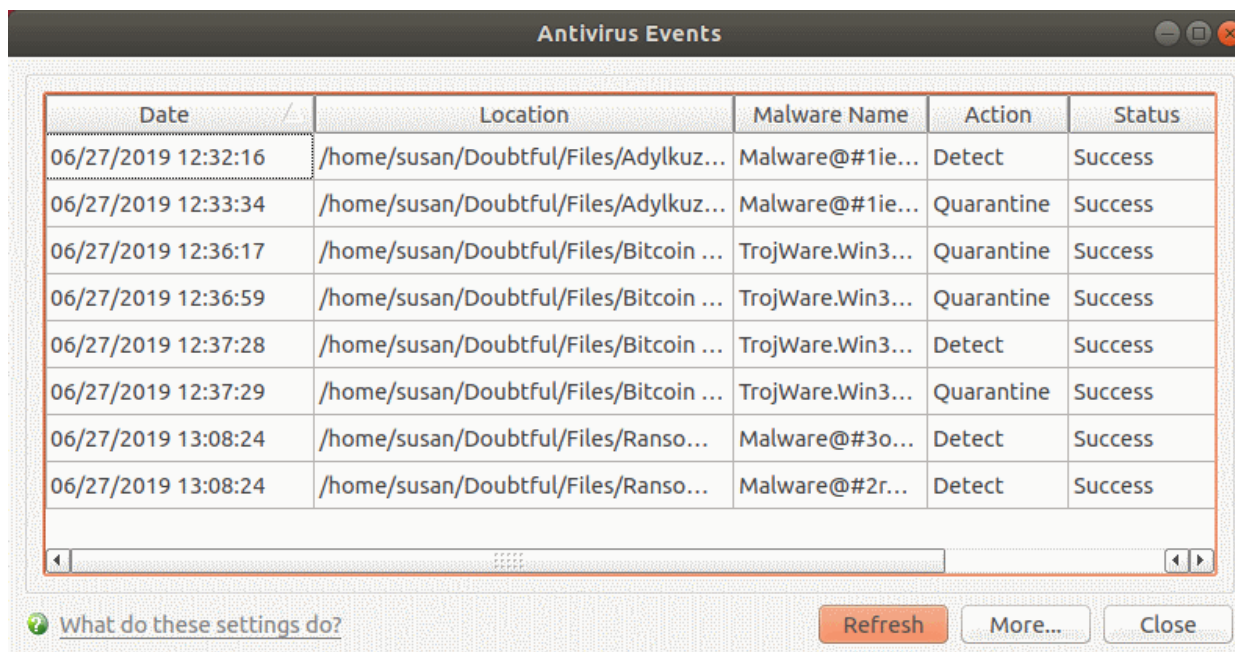 Antivirus Events
Date Location Malware Name Action Status
06/27/2019 12:32:16 /home/susan/Doubtful/Files/Adylkuz... Malware@#1ie... Detect Success
06/27/2019 12:33:34 /home/susan/Doubtful/Files/Adylkuz... Malware@#1ie... Quarantine Success
06/27/2019 12:36:17 /home/susan/Doubtful/Files/Bitcoin ... TrojWare.Win3... Quarantine Success
06/27/2019 12:36:59 /home/susan/Doubtful/Files/Bitcoin ... TrojWare.Win3... Quarantine Success
06/27/2019 12:37:28 /home/susan/Doubtful/Files/Bitcoin ... TrojWare.Win3... Detect Success
06/27/2019 12:37:29 /home/susan/Doubtful/Files/Bitcoin ... TrojWare.Win3... Quarantine Success
06/27/2019 13:08:24 /home/susan/Doubtful/Files/Ranso... Malware@#3o... Detect Success
06/27/2019 13:08:24 /home/susan/Doubtful/Files/Ranso... Malware@#2r... Detect Success
What do these settings do? Refresh More... Close